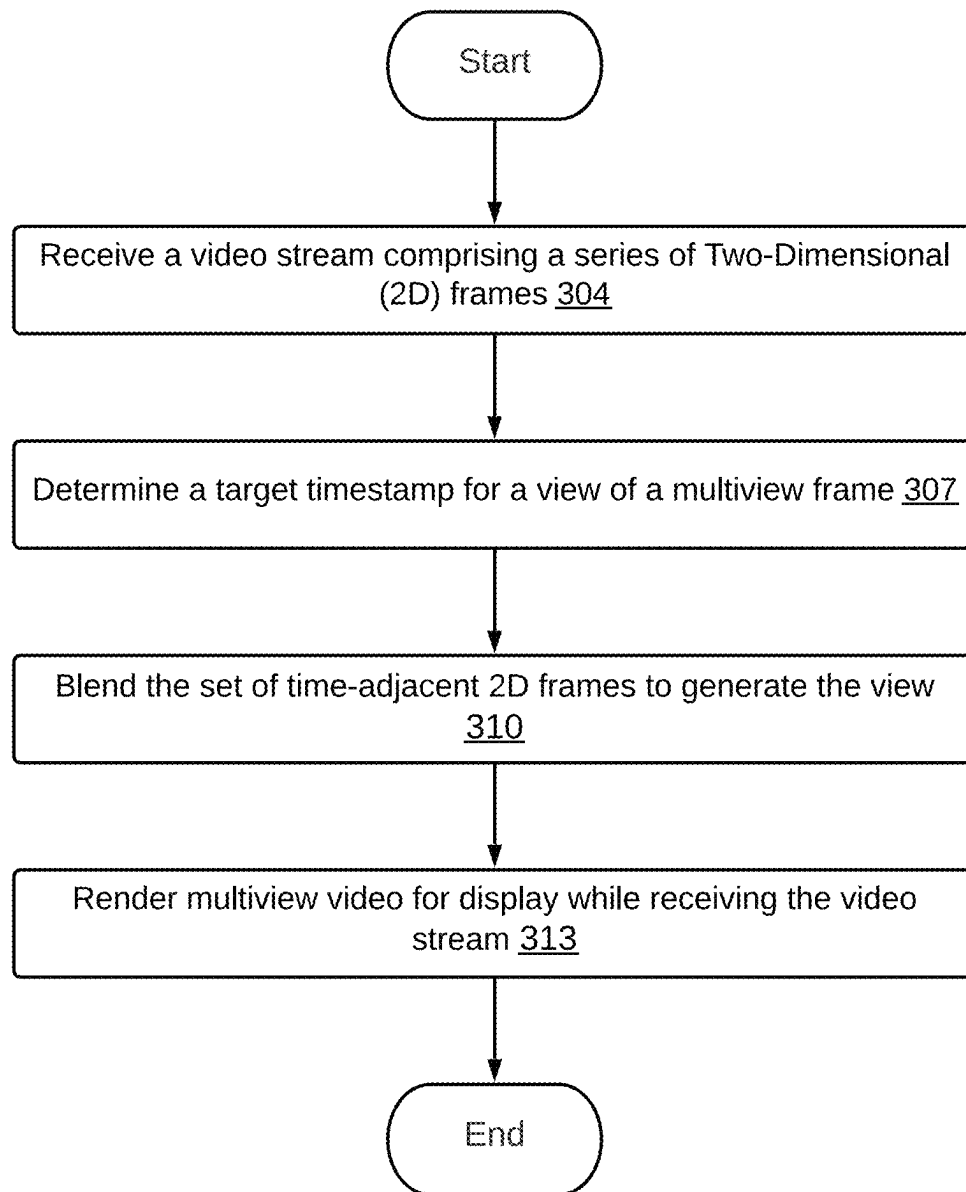 Start
Receive a video stream comprising a series of Two-Dimensional
(2D) frames 304
Determine a target timestamp for a view of a multiview frame 307
Blend the set of time-adjacent 2D frames to generate the view
310
Render multiview video for display while receiving the video
stream 313
End